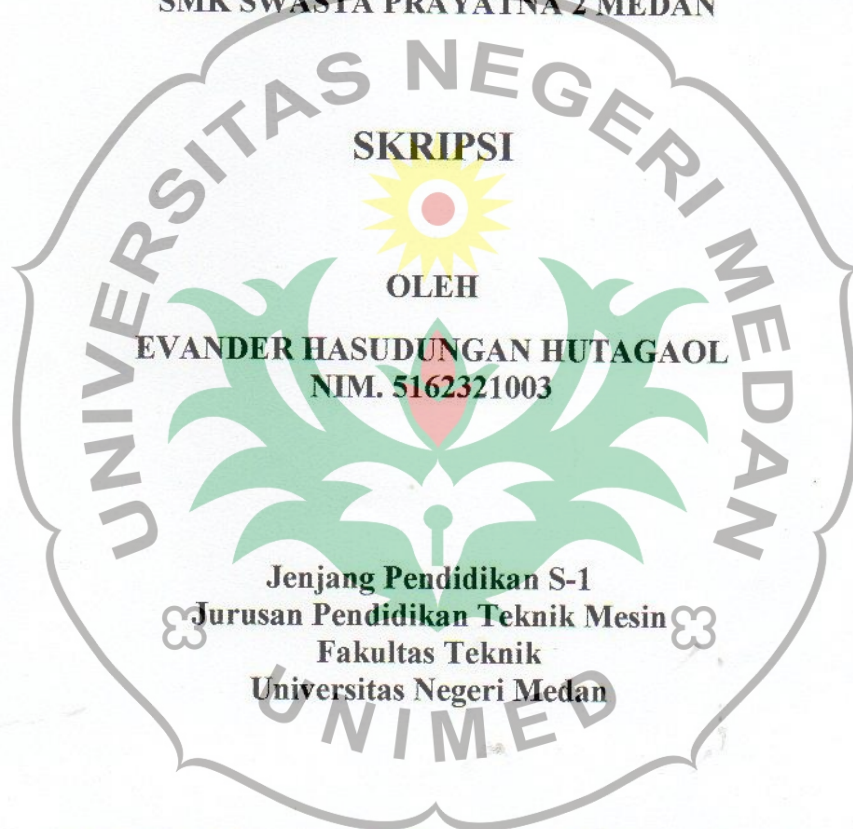 SMK SWASTA PRAYATNA 2 MEDAN
UNIVERSITAS NEGERI MEDAN
SKRIPSI
OLEH
EVANDER HASUDUNGAN HUTAGAOL
NIM. 5162321003
Jenjang Pendidikan S-1
Jurusan Pendidikan Teknik Mesin
Fakultas Teknik
Universitas Negeri Medan
UNIMED